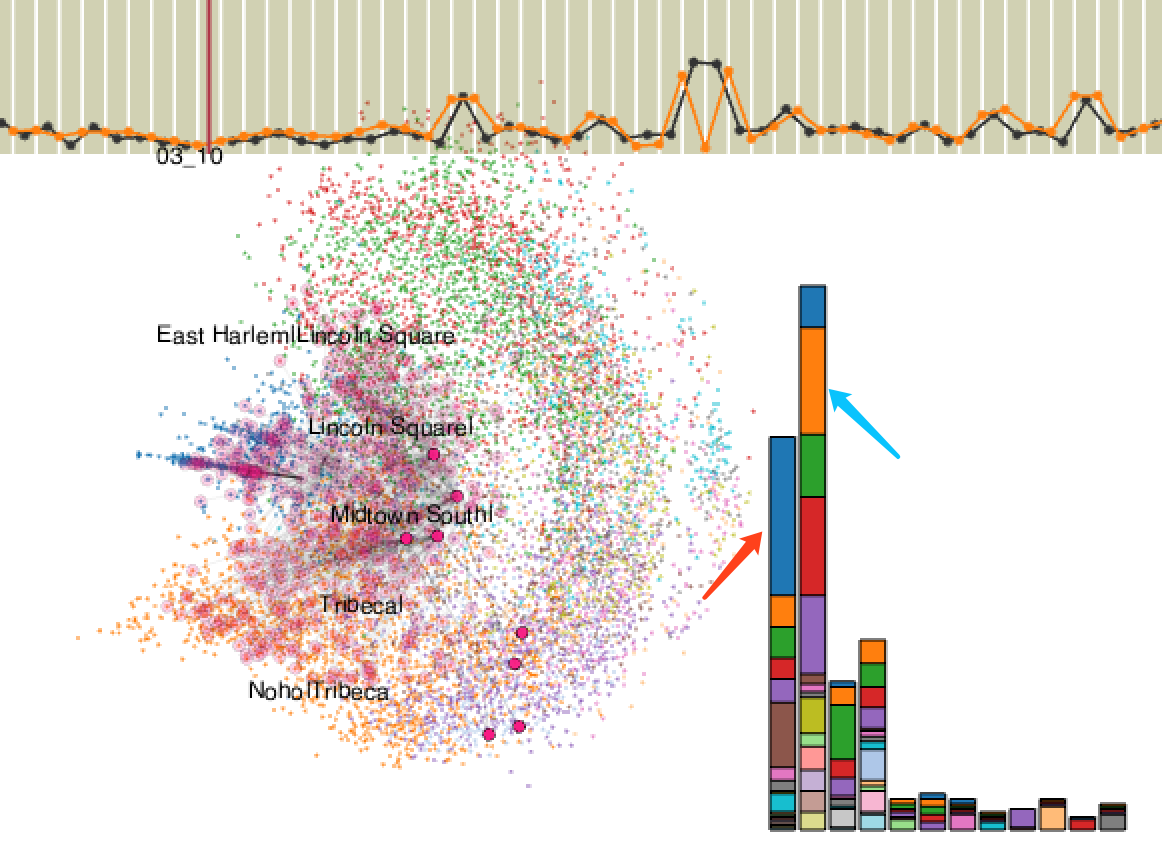 03_10
East Harlem|Lincoln Square
Lincoln Square|
Midtown South|
Tribeca|
Noho|Tribeca